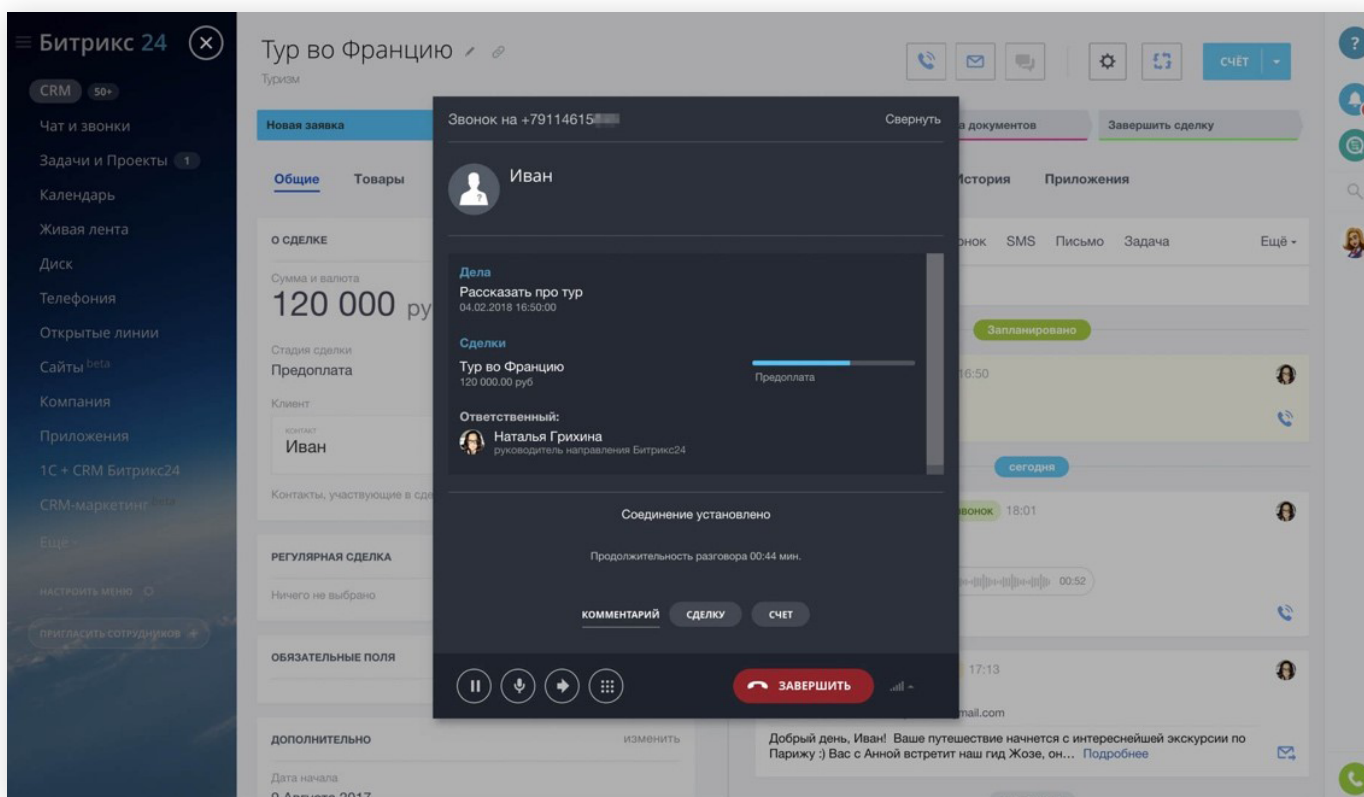 Битрикс 24
CRM 50+
Чат и звонки
Задачи и Проекты 1
Календарь
Живая лента
Диск
Телефония
Открытые линии
Сайты beta
Компания
Приложения
1С + CRM Битрикс24
CRM-маркетинг beta
Ещё -
НАСТРОИТЬ МЕНЮ
ПРИГЛАСИТЬ СОТРУДНИКОВ +
Тур во Францию
Туризм
СЧЁТ
?
Новая заявка
а документов
Завершить сделку
Общие Товары
История Приложения
О СДЕЛКЕ
Сумма и валюта
120 000 ру
Стадия сделки
Предоплата
Клиент
КОНТАКТ
Иван
Контакты, участвующие в сде
РЕГУЛЯРНАЯ СДЕЛКА
Ничего не выбрано
ОБЯЗАТЕЛЬНЫЕ ПОЛЯ
ДОПОЛНИТЕЛЬНО изменить
Дата начала
9 Августа 2017
Звонок на +79114615
Свернуть
Иван
Дела
Рассказать про тур
04.02.2018 16:50:00
Сделки
Тур во Францию
120 000.00 руб
Предоплата
Ответственный:
Наталья Грихина
руководитель направления Битрикс24
Соединение установлено
Продолжительность разговора 00:44 мин.
КОММЕНТАРИЙ СДЕЛКУ СЧЕТ
ЗАВЕРШИТЬ
онок SMS Письмо Задача Ещё
Запланировано
16:50
сегодня
звонок 18:01
00:52
17:13
mail.com
Добрый день, Иван! Ваше путешествие начнется с интереснейшей экскурсии по
Парижу :) Вас с Анной встретит наш гид Жозе, он... Подробнее